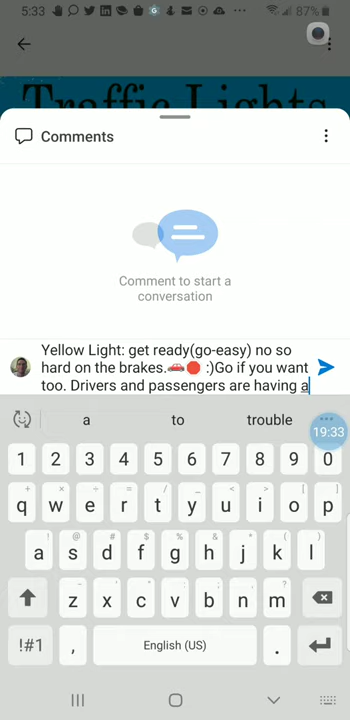 5:33
87%
Traffic Lights
Comments
Comment to start a
conversation
Yellow Light: get ready(go-easy) no so
hard on the brakes.🚗🛑 :)Go if you want
too. Drivers and passengers are having a
a to trouble
19:33
1 2 3 4 5 6 7 8 9 0
+ × ÷ = / _ < > [ ]
q w e r t y u i o p
! @ # $ % ^ & * ( )
a s d f g h j k l
- ' " : ; , ?
z x c v b n m
!#1 , English (US) .